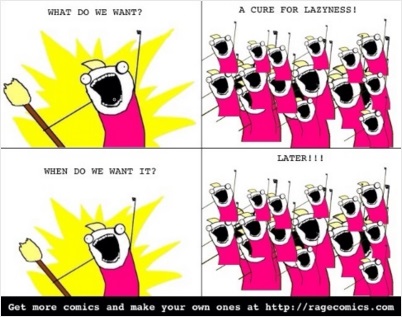 WHAT DO WE WANT?
A CURE FOR LAZYNESS!
WHEN DO WE WANT IT?
LATER!!!
Get more comics and make your own ones at http://ragecomics.com